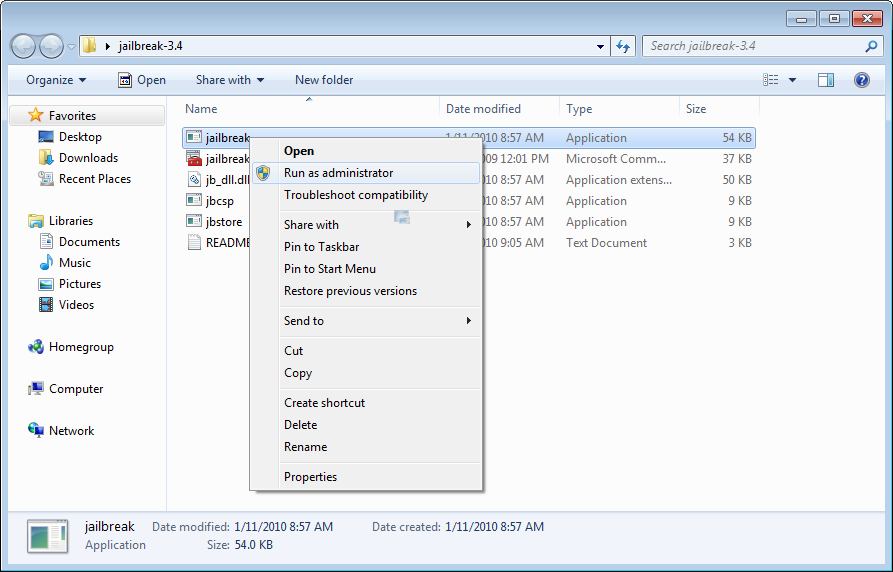 jailbreak-3.4
Search jailbreak-3.4
Organize Open Share with New folder
Name Date modified Type Size
Favorites
Desktop
Downloads
Recent Places
Libraries
Documents
Music
Pictures
Videos
Homegroup
Computer
Network
jailbreak 1/11/2010 8:57 AM Application 54 KB
jailbreak 009 12:01 PM Microsoft Comm... 37 KB
jb_dll.dll 010 8:57 AM Application extens... 50 KB
jbcsp 010 8:57 AM Application 9 KB
jbstore 010 8:57 AM Application 9 KB
README 010 9:05 AM Text Document 3 KB
Open
Run as administrator
Troubleshoot compatibility
Share with
Pin to Taskbar
Pin to Start Menu
Restore previous versions
Send to
Cut
Copy
Create shortcut
Delete
Rename
Properties
jailbreak Date modified: 1/11/2010 8:57 AM Date created: 1/11/2010 8:57 AM
Application Size: 54.0 KB